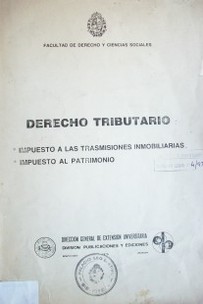 FACULTAD DE DERECHO Y CIENCIAS SOCIALES
DERECHO TRIBUTARIO
* IMPUESTO A LAS TRASMISIONES INMOBILIARIAS
* IMPUESTO AL PATRIMONIO
DIRECCION GENERAL DE EXTENSION UNIVERSITARIA
DIVISION PUBLICACIONES Y EDICIONES